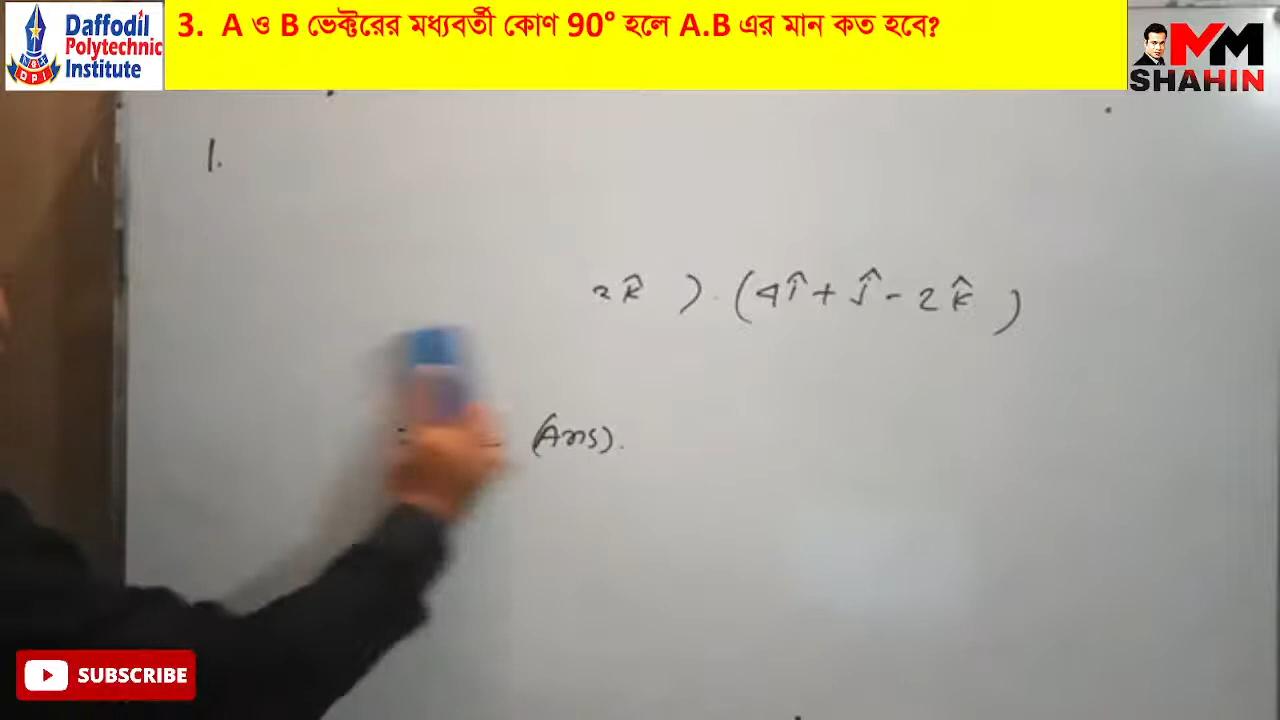 Daffodil
Polytechnic
Institute
DPI
3. A ও B ভেক্টরের মধ্যবর্তী কোণ 90° হলে A.B এর মান কত হবে?
MM
SHAHIN
1.
2k̂ ) . (4î + ĵ - 2k̂ )
(Ans).
SUBSCRIBE